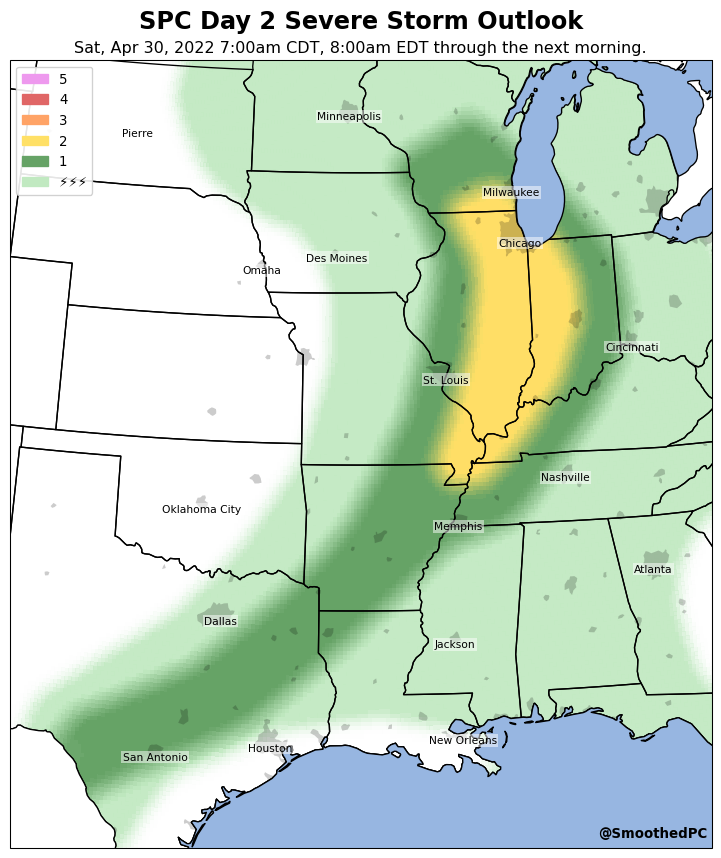 SPC Day 2 Severe Storm Outlook
Sat, Apr 30, 2022 7:00am CDT, 8:00am EDT through the next morning.
5
4
3
2
1
⚡⚡⚡
Minneapolis
Pierre
Milwaukee
Chicago
Des Moines
Omaha
Cincinnati
St. Louis
Nashville
Oklahoma City
Memphis
Atlanta
Dallas
Jackson
New Orleans
Houston
San Antonio
@SmoothedPC